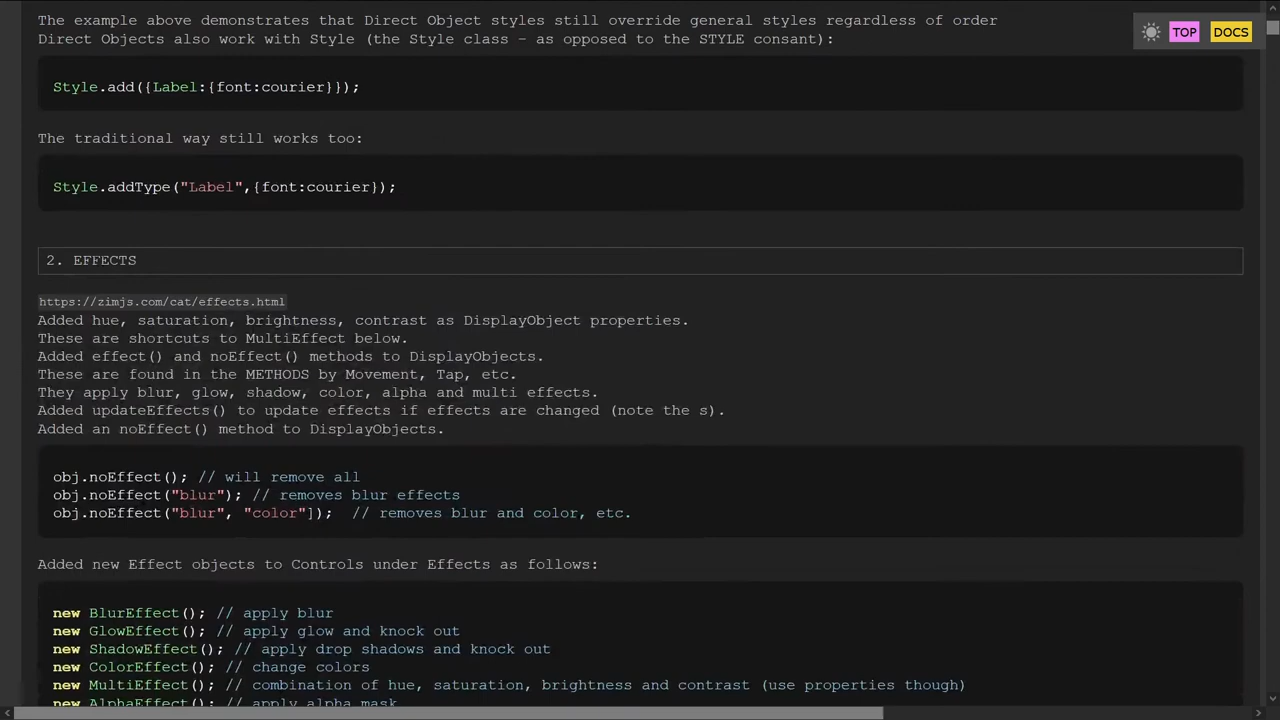 The example above demonstrates that Direct Object styles still override general styles regardless of order
Direct Objects also work with Style (the Style class - as opposed to the STYLE consant):
TOP
DOCS
Style.add({Label:{font:courier}});
The traditional way still works too:
Style.addType("Label",{font:courier});
2. EFFECTS
https://zimjs.com/cat/effects.html
Added hue, saturation, brightness, contrast as DisplayObject properties.
These are shortcuts to MultiEffect below.
Added effect() and noEffect() methods to DisplayObjects.
These are found in the METHODS by Movement, Tap, etc.
They apply blur, glow, shadow, color, alpha and multi effects.
Added updateEffects() to update effects if effects are changed (note the s).
Added an noEffect() method to DisplayObjects.
obj.noEffect(); // will remove all
obj.noEffect("blur"); // removes blur effects
obj.noEffect("blur", "color"]);  // removes blur and color, etc.
Added new Effect objects to Controls under Effects as follows:
new BlurEffect(); // apply blur
new GlowEffect(); // apply glow and knock out
new ShadowEffect(); // apply drop shadows and knock out
new ColorEffect(); // change colors
new MultiEffect(); // combination of hue, saturation, brightness and contrast (use properties though)
new AlphaEffect(); // apply alpha mask